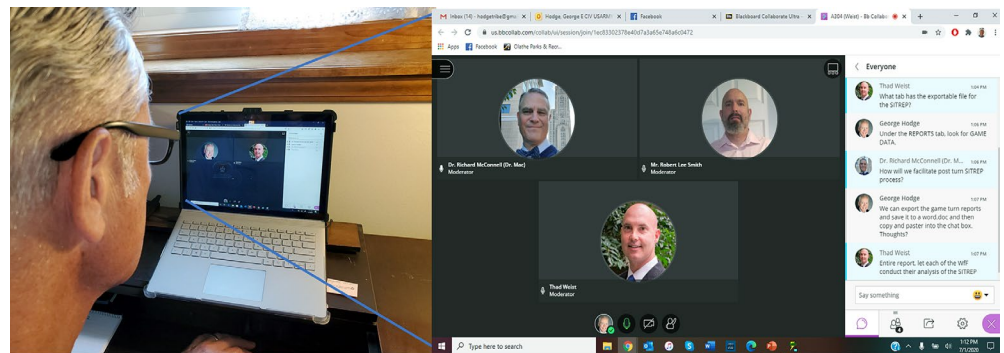 Inbox (14) - hodgetribe@gm
Hodge, George E CIV USARM
Facebook
Blackboard Collaborate Ultra
A304 (Weist) - Bb Collab
us.bbcollab.com/collab/ui/session/join/1ec83302378e40d7a3a65e748a6c0472
Apps
Facebook
Olathe Parks & Recr...
Dr. Richard McConnell (Dr. Mac)
Moderator
Mr. Robert Lee Smith
Moderator
Thad Weist
Moderator
Everyone
Thad Weist 1:04 PM
What tab has the exportable file for
the SITREP?
George Hodge 1:06 PM
Under the REPORTS tab, look for GAME
DATA.
Dr. Richard McConnell (Dr. M... 1:06 PM
How will we facilitate post turn SITREP
process?
George Hodge 1:07 PM
We can export the game turn reports
and save it to a word.doc and then
copy and paster into the chat box.
Thoughts?
Thad Weist 1:07 PM
Entire report, let each of the WfF
conduct their analysis of the SITREP
Say something
Type here to search
1:12 PM
7/1/2020